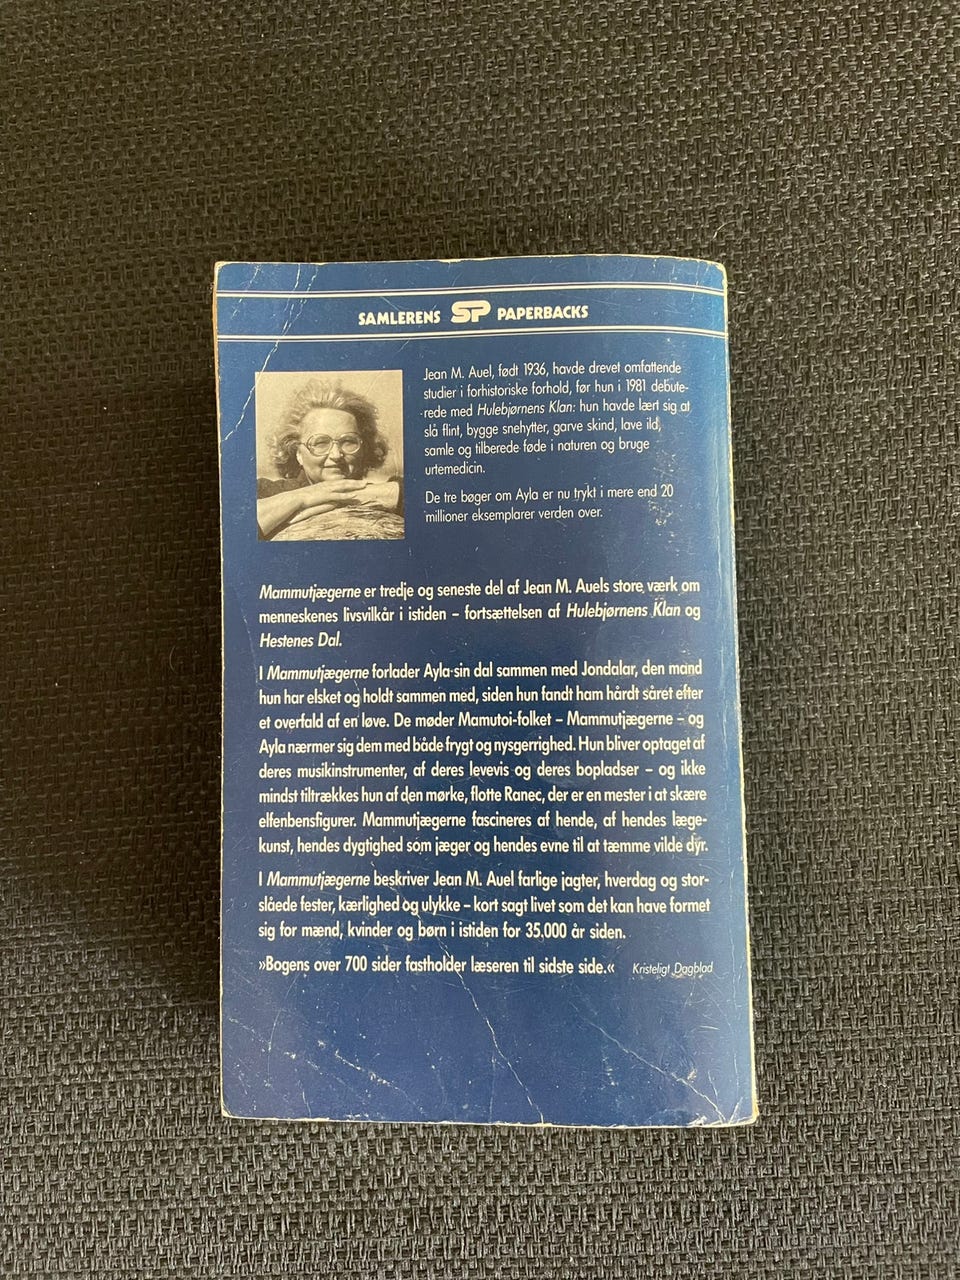 SAMLERENS SP PAPERBACKS
Jean M. Auel, født 1936, havde drevet omfattende
studier i forhistoriske forhold, før hun i 1981 debute-
rede med Hulebjørnens Klan: hun havde lært sig at
slå flint, bygge snehytter, garve skind, lave ild,
samle og tilberede føde i naturen og bruge
urtemedicin.
De tre bøger om Ayla er nu trykt i mere end 20
millioner eksemplarer verden over.
Mammutjægerne er tredje og seneste del af Jean M. Auels store værk om
menneskenes livsvilkår i istiden – fortsættelsen af Hulebjørnens Klan og
Hestenes Dal.
I Mammutjægerne forlader Ayla sin dal sammen med Jondalar, den mand
hun har elsket og holdt sammen med, siden hun fandt ham hårdt såret efter
et overfald af en løve. De møder Mamutoi-folket – Mammutjægerne – og
Ayla nærmer sig dem med både frygt og nysgerrighed. Hun bliver optaget af
deres musikinstrumenter, af deres levevis og deres bopladser – og ikke
mindst tiltrækkes hun af den mørke, flotte Ranec, der er en mester i at skære
elfenbensfigurer. Mammutjægerne fascineres af hende, af hendes læge-
kunst, hendes dygtighed som jæger og hendes evne til at tæmme vilde dyr.
I Mammutjægerne beskriver Jean M. Auel farlige jagter, hverdag og stor-
slåede fester, kærlighed og ulykke – kort sagt livet som det kan have formet
sig for mænd, kvinder og børn i istiden for 35.000 år siden.
»Bogens over 700 sider fastholder læseren til sidste side.« Kristeligt Dagblad